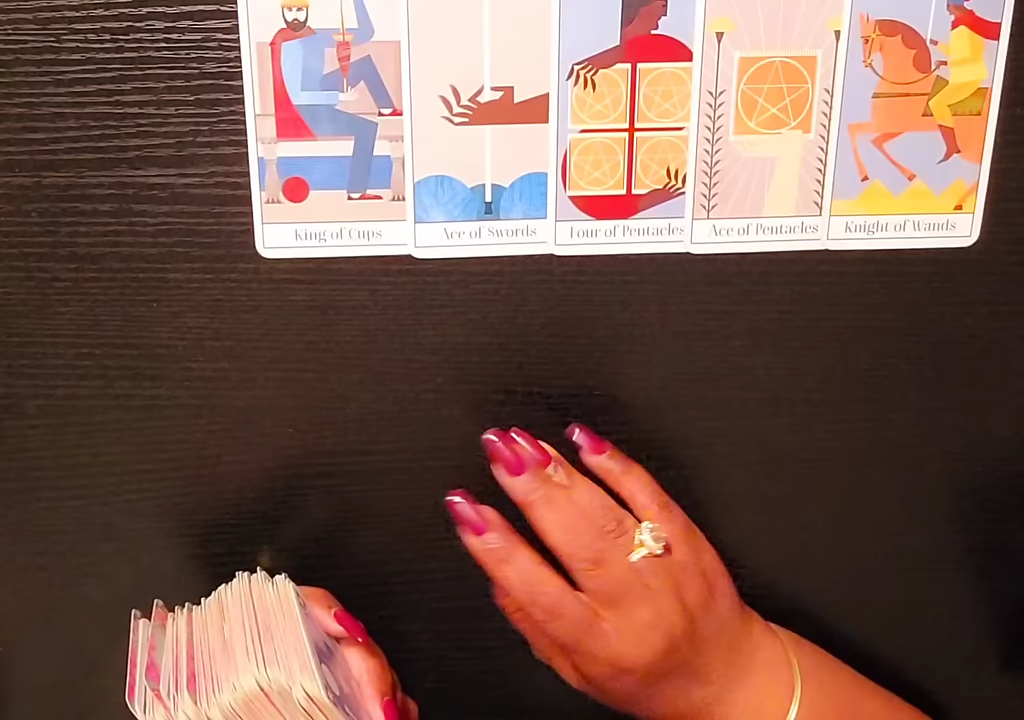 King of Cups
Ace of Swords
Four of Pentacles
Ace of Pentacles
Knight of Wands